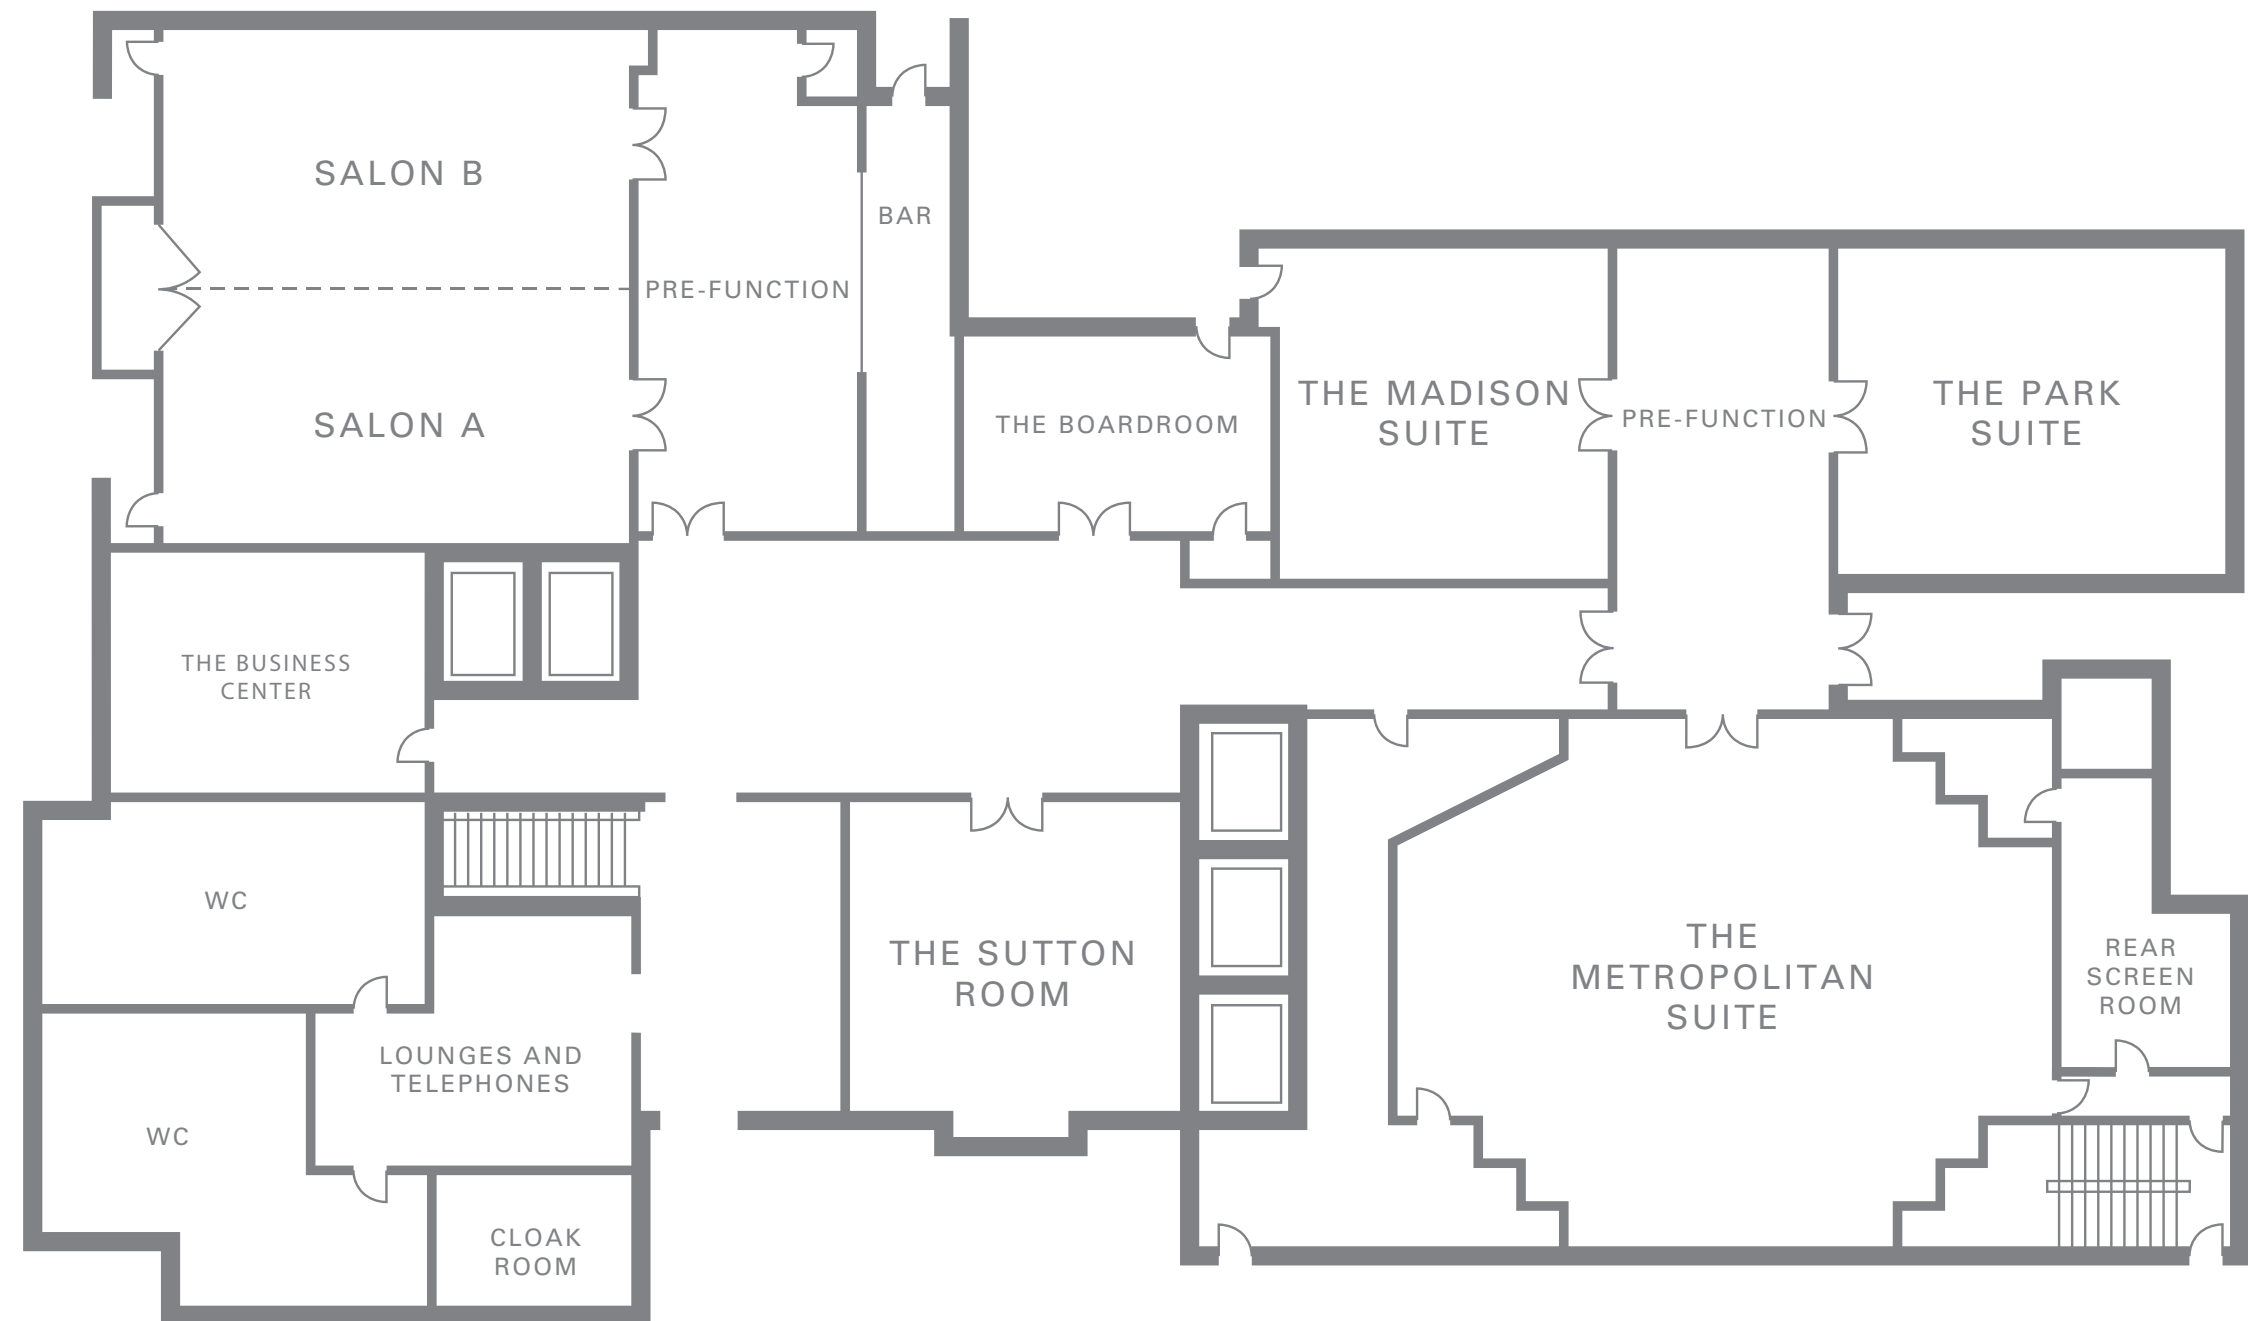 SALON B
BAR
PRE-FUNCTION
SALON A
THE BOARDROOM
THE MADISON
SUITE
PRE-FUNCTION
THE PARK
SUITE
THE BUSINESS
CENTER
WC
THE SUTTON
ROOM
THE
METROPOLITAN
SUITE
REAR
SCREEN
ROOM
LOUNGES AND
TELEPHONES
WC
CLOAK
ROOM